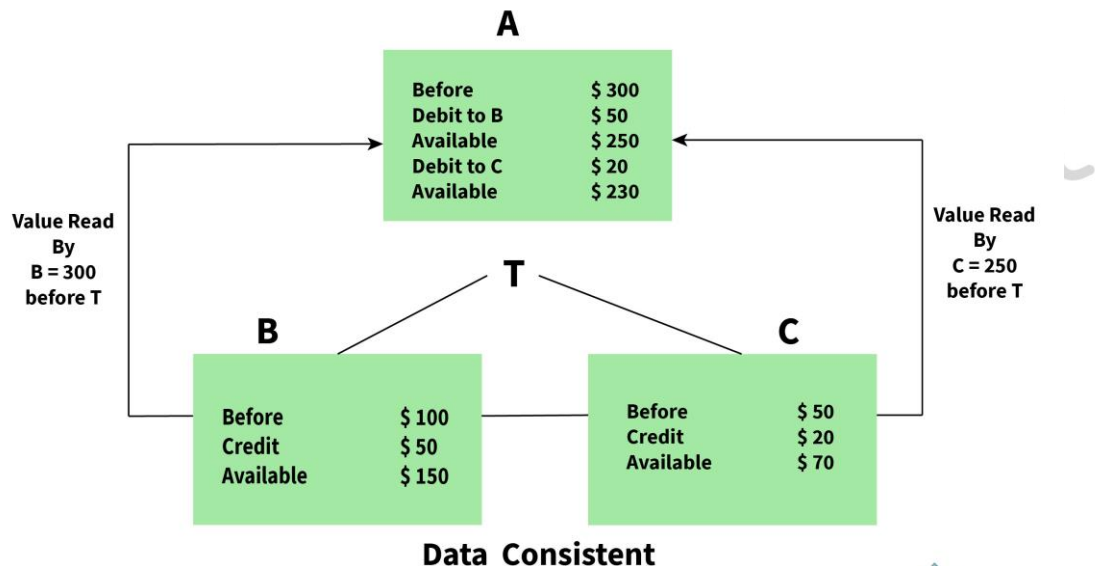 A
Before $ 300
Debit to B $ 50
Available $ 250
Debit to C $ 20
Available $ 230
Value Read
By
B = 300
before T
Value Read
By
C = 250
before T
T
B
C
Before $ 100
Credit $ 50
Available $ 150
Before $ 50
Credit $ 20
Available $ 70
Data Consistent